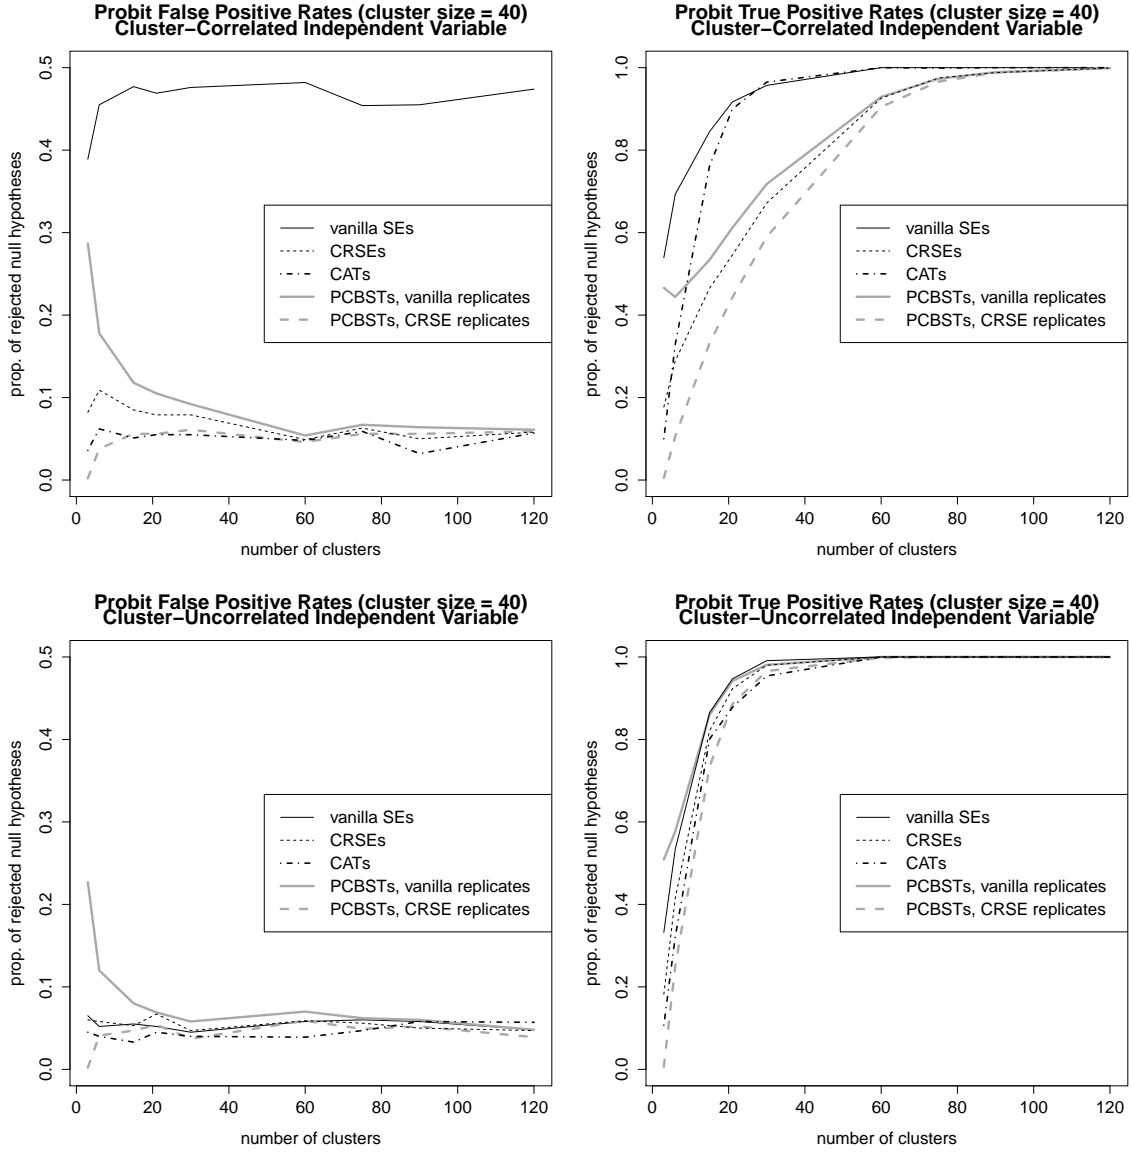 Probit False Positive Rates (cluster size = 40)
Cluster−Correlated Independent Variable
prop. of rejected null hypotheses
0.5
0.4
0.3
0.2
0.1
0.0
vanilla SEs
CRSEs
CATs
PCBSTs, vanilla replicates
PCBSTs, CRSE replicates
0 20 40 60 80 100 120
number of clusters
Probit True Positive Rates (cluster size = 40)
Cluster−Correlated Independent Variable
prop. of rejected null hypotheses
1.0
0.8
0.6
0.4
0.2
0.0
vanilla SEs
CRSEs
CATs
PCBSTs, vanilla replicates
PCBSTs, CRSE replicates
0 20 40 60 80 100 120
number of clusters
Probit False Positive Rates (cluster size = 40)
Cluster−Uncorrelated Independent Variable
prop. of rejected null hypotheses
0.5
0.4
0.3
0.2
0.1
0.0
vanilla SEs
CRSEs
CATs
PCBSTs, vanilla replicates
PCBSTs, CRSE replicates
0 20 40 60 80 100 120
number of clusters
Probit True Positive Rates (cluster size = 40)
Cluster−Uncorrelated Independent Variable
prop. of rejected null hypotheses
1.0
0.8
0.6
0.4
0.2
0.0
vanilla SEs
CRSEs
CATs
PCBSTs, vanilla replicates
PCBSTs, CRSE replicates
0 20 40 60 80 100 120
number of clusters